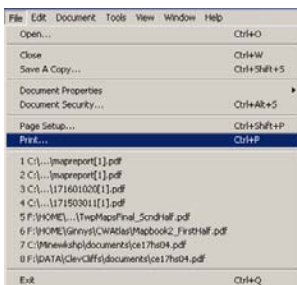 File Edit Document Tools View Window Help
Open... Ctrl+O
Close Ctrl+W
Save A Copy... Ctrl+Shift+S
Document Properties
Document Security... Ctrl+Alt+S
Page Setup... Ctrl+Shift+P
Print... Ctrl+P
1 C:\...\mapreport[1].pdf
2 C:\...\mapreport[1].pdf
3 C:\...\171601020[1].pdf
4 C:\...\171503011[1].pdf
5 F:\HOME\...\TwpMapsFinal_ScndHalf.pdf
6 F:\HOME\Ginnys\CWAtlas\Mapbook2_FirstHalf.pdf
7 C:\Minewkshp\documents\ce17hs04.pdf
8 F:\DATA\ClevCliffs\documents\ce17hs04.pdf
Exit Ctrl+Q